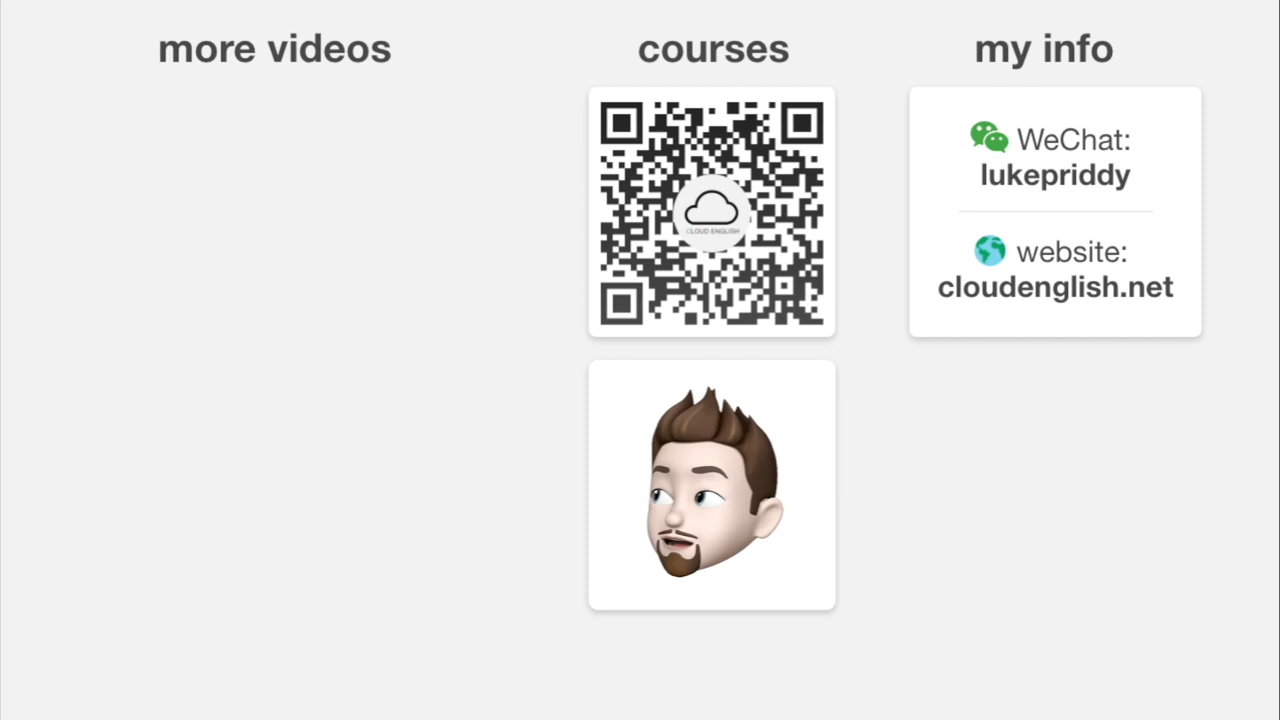 more videos
courses
my info
CLOUD ENGLISH
WeChat:
lukepriddy
website:
cloudenglish.net